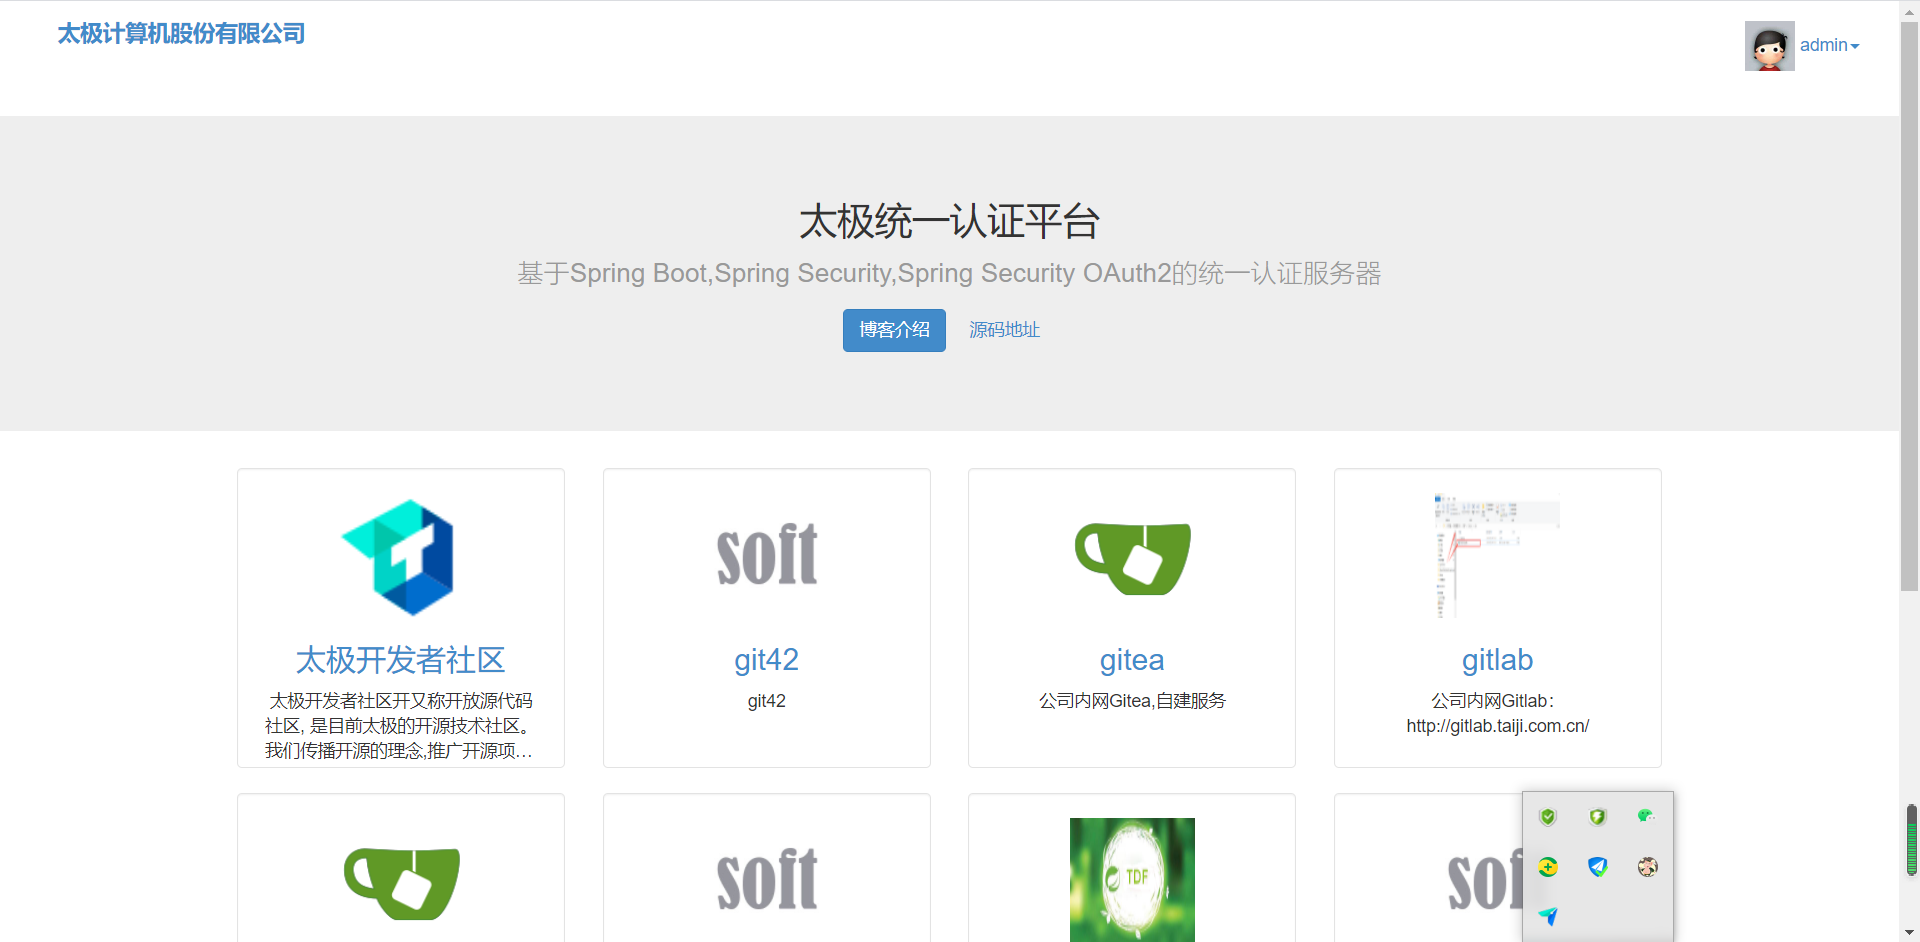 太极计算机股份有限公司
admin
太极统一认证平台
基于Spring Boot,Spring Security,Spring Security OAuth2的统一认证服务器
博客介绍
源码地址
soft
太极开发者社区
太极开发者社区开又称开放源代码
社区, 是目前太极的开源技术社区。
我们传播开源的理念,推广开源项…
git42
git42
gitea
公司内网Gitea,自建服务
gitlab
公司内网Gitlab：
http://gitlab.taiji.com.cn/
soft
TDF